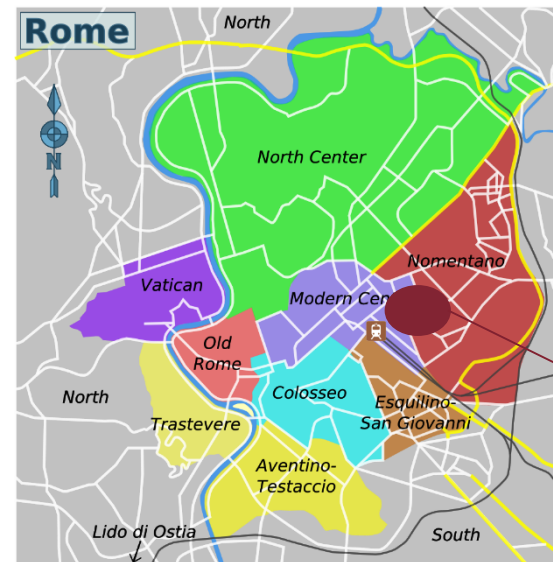 Rome
North
N
North Center
Nomentano
Vatican
Modern Cen
Old
Rome
North
Colosseo
Esquilino-
San Giovanni
Trastevere
Aventino-
Testaccio
Lido di Ostia
South